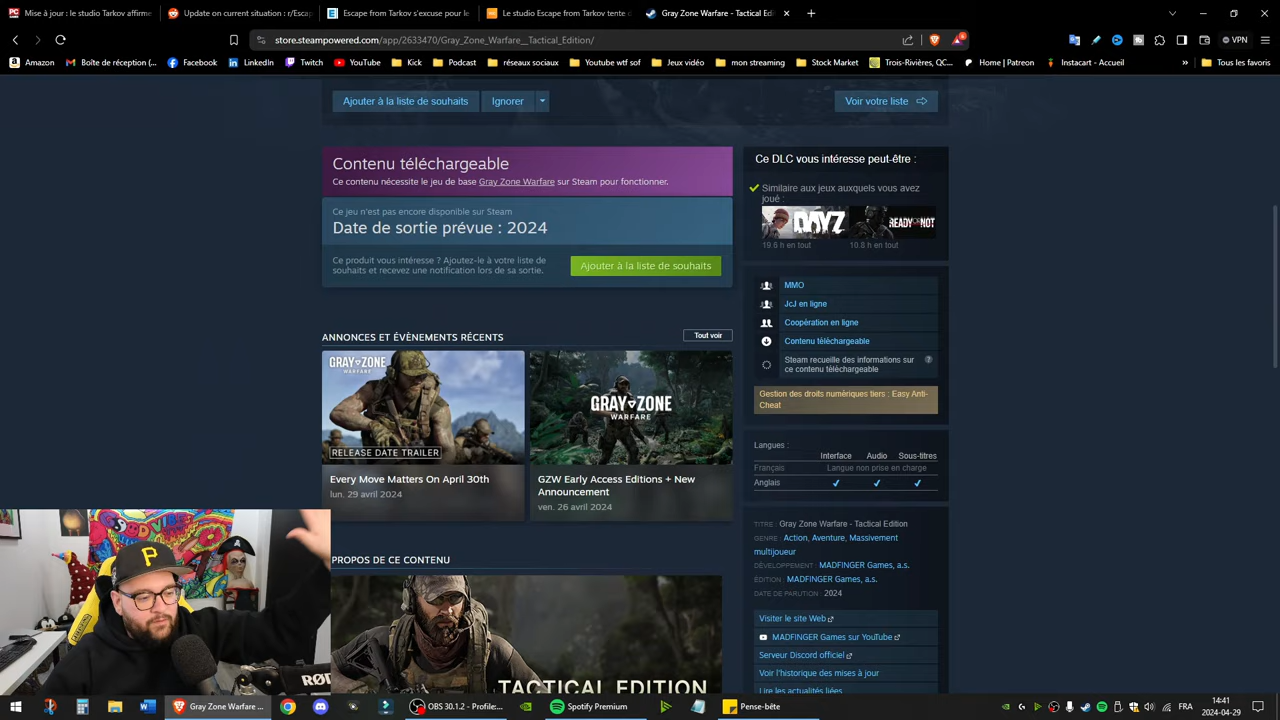 Mise à jour : le studio Tarkov affirme
Update on current situation : r/Escap
Escape from Tarkov s'excuse pour le
Le studio Escape from Tarkov tente
Gray Zone Warfare - Tactical Edi
store.steampowered.com/app/2633470/Gray_Zone_Warfare__Tactical_Edition/
VPN
Amazon
Boîte de réception (...
Facebook
LinkedIn
Twitch
YouTube
Kick
Podcast
réseaux sociaux
Youtube wtf sof
Jeux vidéo
mon streaming
Stock Market
Trois-Rivières, QC...
Home | Patreon
Instacart - Accueil
Tous les favoris
Ajouter à la liste de souhaits
Ignorer
Voir votre liste
Contenu téléchargeable
Ce contenu nécessite le jeu de base Gray Zone Warfare sur Steam pour fonctionner.
Ce jeu n'est pas encore disponible sur Steam
Date de sortie prévue : 2024
Ce produit vous intéresse ? Ajoutez-le à votre liste de
souhaits et recevez une notification lors de sa sortie.
Ajouter à la liste de souhaits
ANNONCES ET ÉVÈNEMENTS RÉCENTS
Tout voir
GRAY ZONE
WARFARE
RELEASE DATE TRAILER
GRAY ZONE
WARFARE
Every Move Matters On April 30th
lun. 29 avril 2024
GZW Early Access Editions + New
Announcement
ven. 26 avril 2024
PROPOS DE CE CONTENU
TACTICAL EDITION
Ce DLC vous intéresse peut-être :
Similaire aux jeux auxquels vous avez
joué :
DAYZ
READY OR NOT
19.6 h en tout
10.8 h en tout
MMO
JcJ en ligne
Coopération en ligne
Contenu téléchargeable
Steam recueille des informations sur
ce contenu téléchargeable
?
Gestion des droits numériques tiers : Easy Anti-
Cheat
Langues :
Interface Audio Sous-titres
Français Langue non prise en charge
Anglais
TITRE : Gray Zone Warfare - Tactical Edition
GENRE : Action, Aventure, Massivement
multijoueur
DÉVELOPPEMENT : MADFINGER Games, a.s.
ÉDITION : MADFINGER Games, a.s.
DATE DE PARUTION : 2024
Visiter le site Web
MADFINGER Games sur YouTube
Serveur Discord officiel
Voir l'historique des mises à jour
Lire les actualités liées
P
RØD
Gray Zone Warfare ...
OBS 30.1.2 - Profile:...
Spotify Premium
Pense-bête
FRA
14:41
2024-04-29